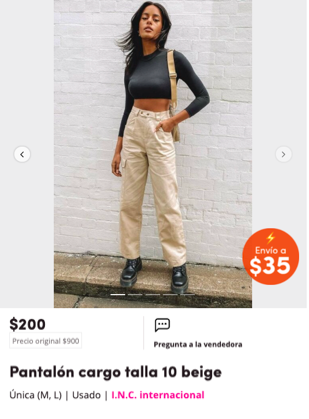 Envío a
$35
$200
Precio original $900
Pregunta a la vendedora
Pantalón cargo talla 10 beige
Única (M, L) | Usado | I.N.C. internacional